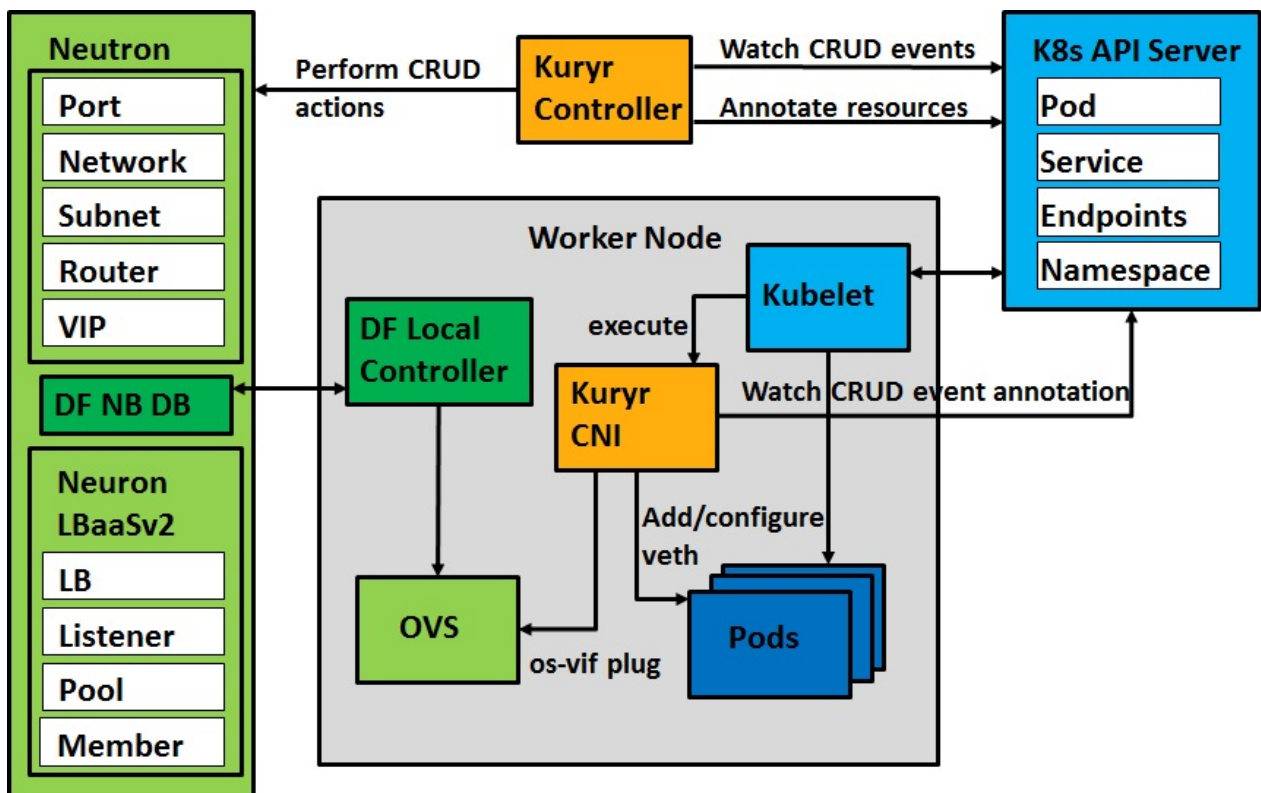 Neutron
Port
Network
Subnet
Router
VIP
DF NB DB
Neuron
LBaaSv2
LB
Listener
Pool
Member
Perform CRUD
actions
Kuryr
Controller
Watch CRUD events
Annotate resources
K8s API Server
Pod
Service
Endpoints
Namespace
Worker Node
DF Local
Controller
Kubelet
execute
Kuryr
CNI
Watch CRUD event annotation
Add/configure
veth
OVS
os-vif plug
Pods